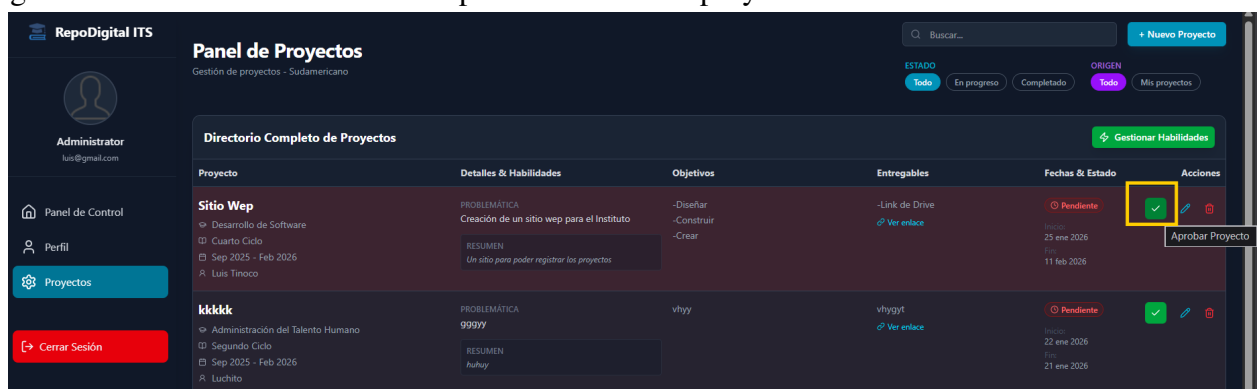 RepoDigital ITS
Administrator
luis@gmail.com
Panel de Control
Perfil
Proyectos
Cerrar Sesión
Panel de Proyectos
Gestión de proyectos - Sudamericano
Buscar...
+ Nuevo Proyecto
ESTADO
Todo En progreso Completado
ORIGEN
Todo Mis proyectos
Directorio Completo de Proyectos
Gestionar Habilidades
Proyecto Detalles & Habilidades Objetivos Entregables Fechas & Estado Acciones
Sitio Wep
Desarrollo de Software
Cuarto Ciclo
Sep 2025 - Feb 2026
Luis Tinoco
PROBLEMÁTICA
Creación de un sitio wep para el Instituto
RESUMEN
Un sitio para poder registrar los proyectos
-Diseñar
-Construir
-Crear
-Link de Drive
Ver enlace
Pendiente
Inicio:
25 ene 2026
Fin:
11 feb 2026
Aprobar Proyecto
kkkkk
Administración del Talento Humano
Segundo Ciclo
Sep 2025 - Feb 2026
Luchito
PROBLEMÁTICA
gggyy
RESUMEN
huhuy
vhyy
vhygyt
Ver enlace
Pendiente
Inicio:
22 ene 2026
Fin:
21 ene 2026